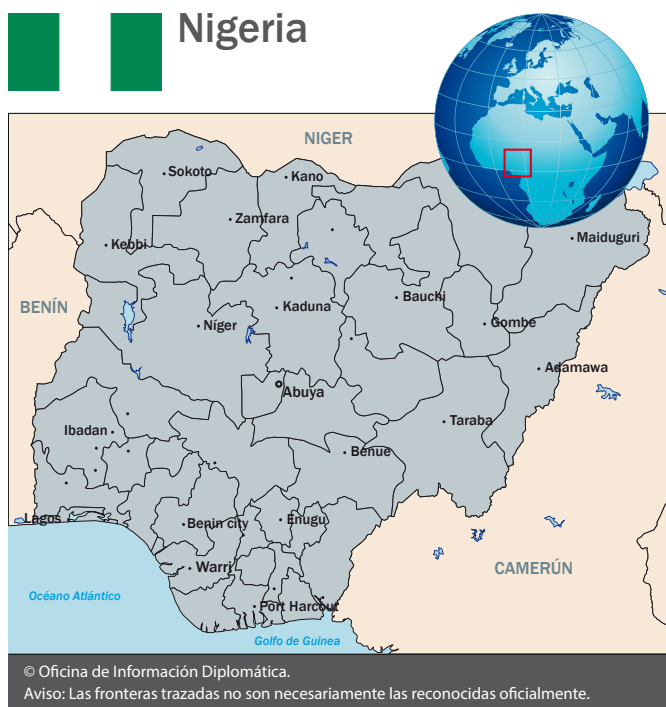 Nigeria
NIGER
Sokoto
Kano
Zamfara
Maiduguri
Kebbi
BENÍN
Bauchi
Kaduna
Níger
Gombe
Adamawa
Abuya
Taraba
Ibadan
Benue
Lagos
Benin city
Enugu
Warri
CAMERÚN
Océano Atlántico
Port Harcout
Golfo de Guinea
© Oficina de Información Diplomática.
Aviso: Las fronteras trazadas no son necesariamente las reconocidas oficialmente.